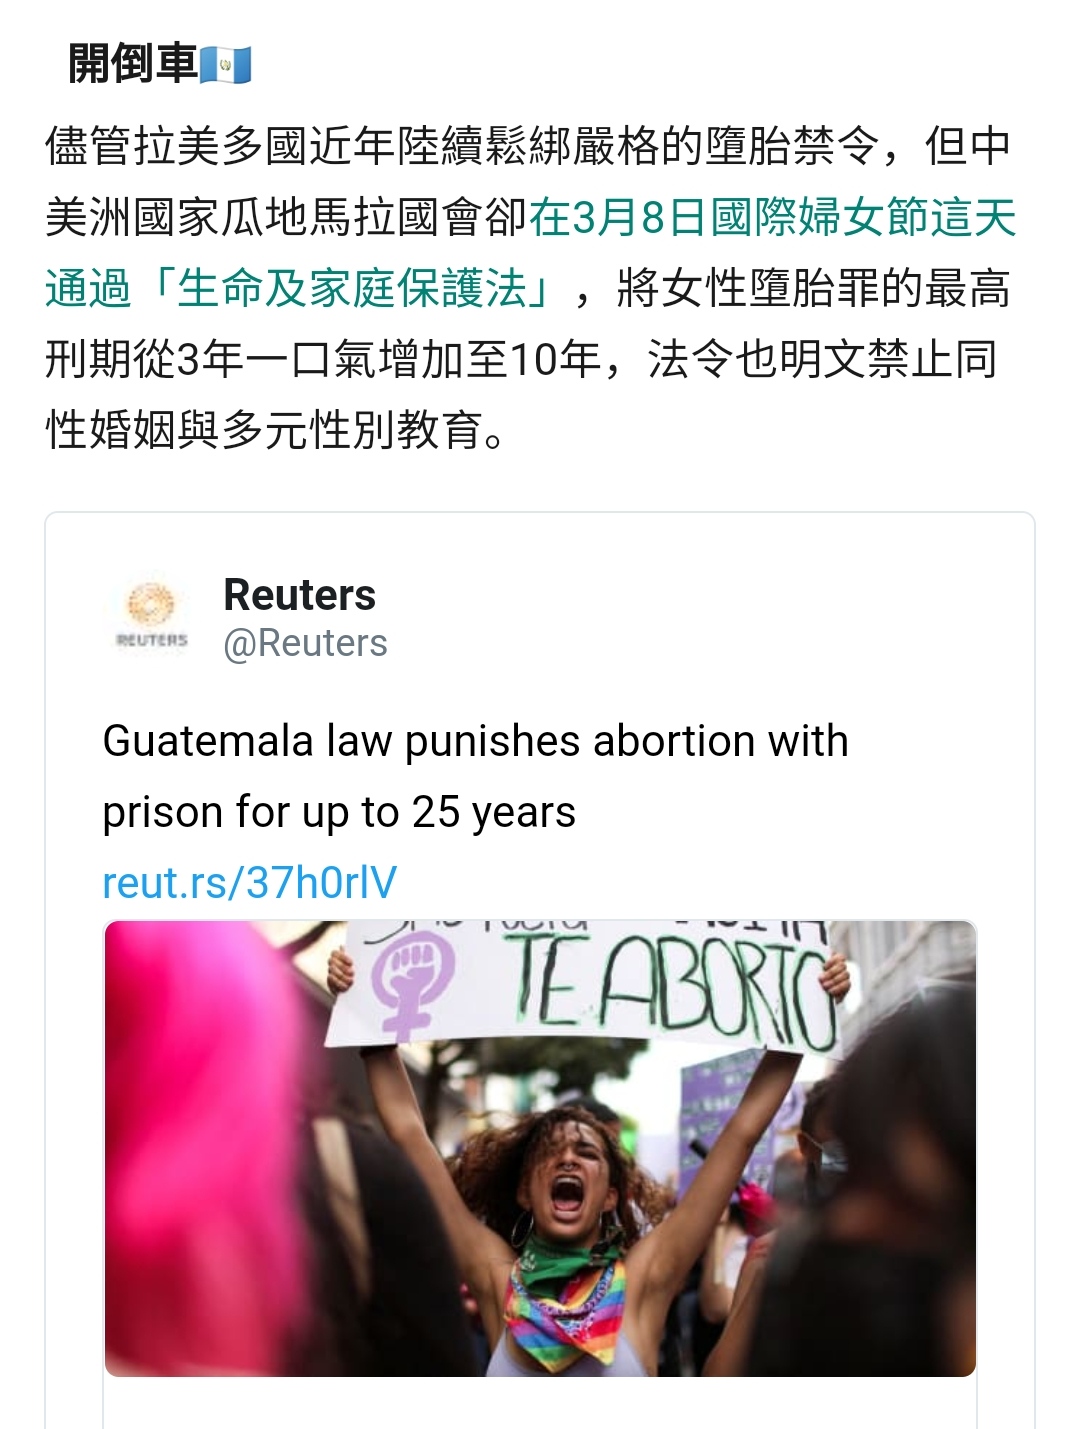 開倒車
儘管拉美多國近年陸續鬆綁嚴格的墮胎禁令，但中
美洲國家瓜地馬拉國會卻在3月8日國際婦女節這天
通過「生命及家庭保護法」，將女性墮胎罪的最高
刑期從3年一口氣增加至10年，法令也明文禁止同
性婚姻與多元性別教育。
REUTERS
Reuters
@Reuters
Guatemala law punishes abortion with
prison for up to 25 years
reut.rs/37h0rlV
TE ABORTO